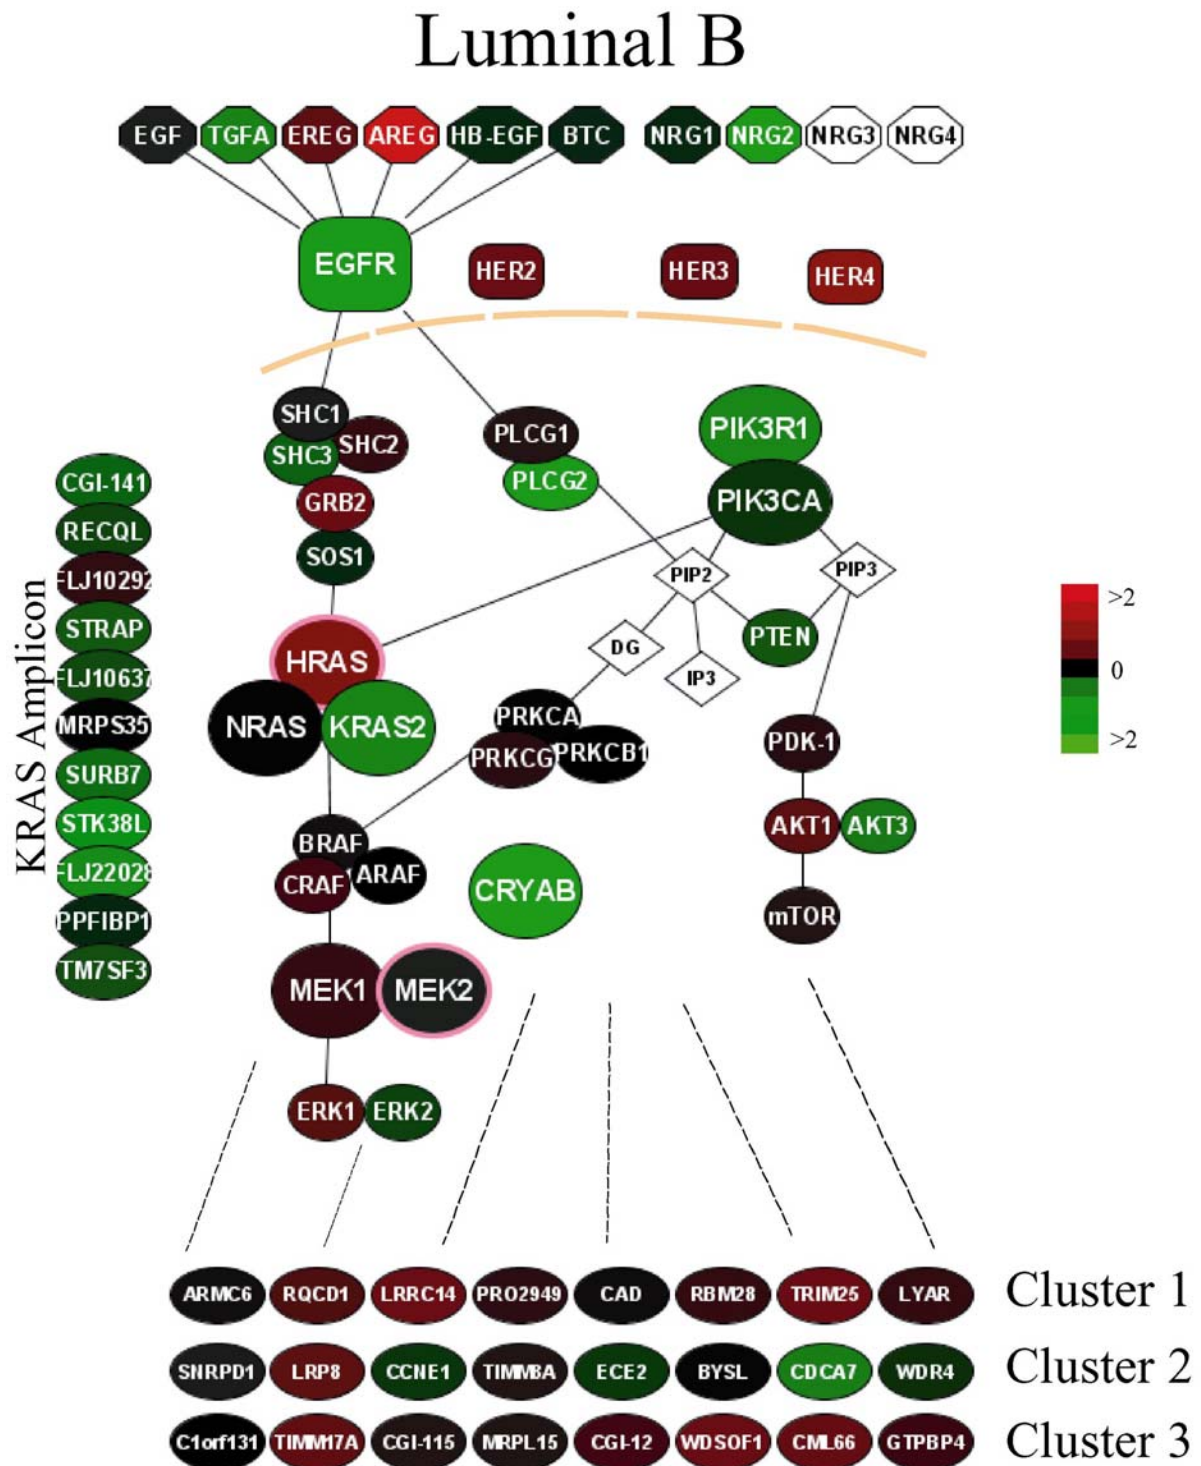 Luminal B
EGF TGFA EREG AREG HB-EGF BTC NRG1 NRG2 NRG3 NRG4
EGFR HER2 HER3 HER4
SHC1
SHC2
SHC3
GRB2
SOS1
PLCG1
PLCG2
PIK3R1
PIK3CA
PIP2
PIP3
DG
IP3
PTEN
KRAS Amplicon
CGI-141
RECQL
FLJ10292
STRAP
FLJ10637
MRPS35
SURB7
STK38L
FLJ22028
PPFIBP1
TM7SF3
HRAS
NRAS KRAS2
PRKCA
PRKCG PRKCB1
PDK-1
AKT1 AKT3
mTOR
BRAF
CRAF ARAF
CRYAB
MEK1 MEK2
ERK1 ERK2
>2
0
>2
ARMC6 RQCD1 LRRC14 PRO2949 CAD RBM28 TRIM25 LYAR Cluster 1
SNRPD1 LRP8 CCNE1 TIMM8A ECE2 BYSL CDCA7 WDR4 Cluster 2
C1orf131 TIMM17A CGI-115 MRPL15 CGI-12 WDSOF1 CML66 GTPBP4 Cluster 3